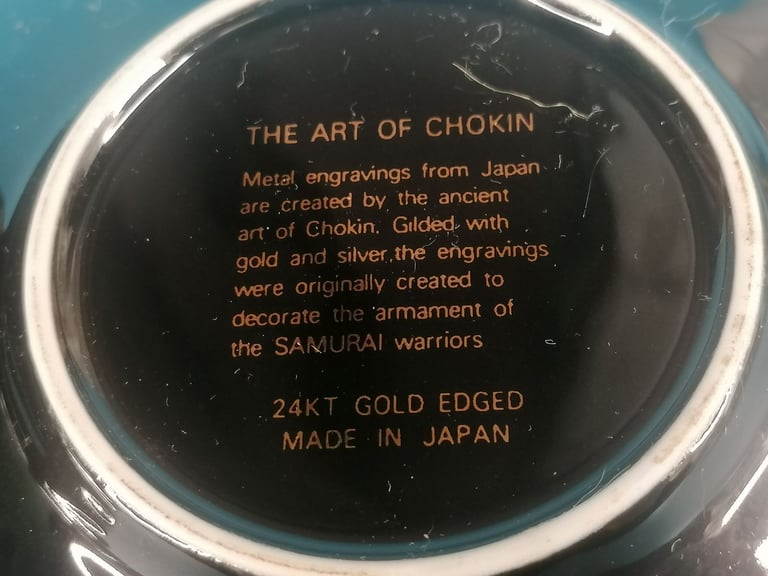 THE ART OF CHOKIN
Metal engravings from Japan
are created by the ancient
art of Chokin. Gilded with
gold and silver, the engravings
were originally created to
decorate the armament of
the SAMURAI warriors
24KT GOLD EDGED
MADE IN JAPAN